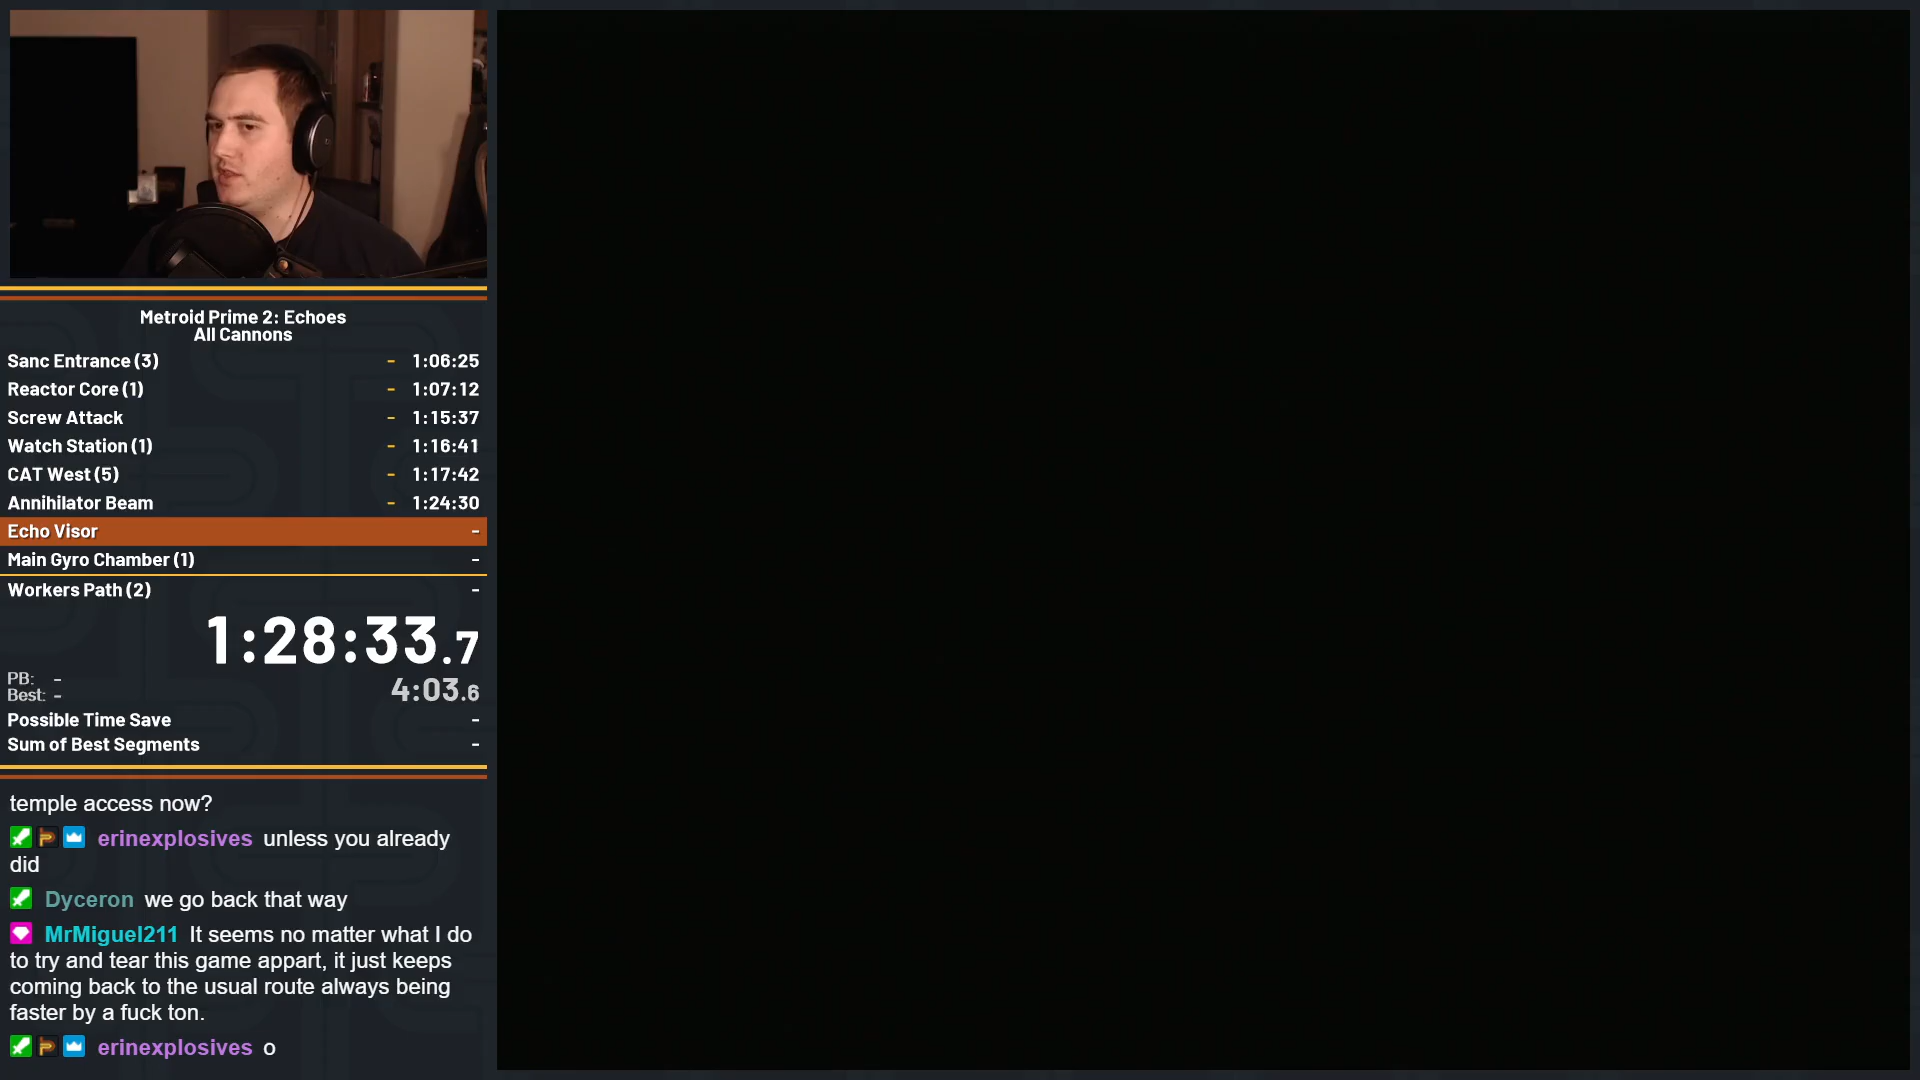 Metroid Prime 2: Echoes
All Cannons
Sanc Entrance (3) - 1:06:25
Reactor Core (1) - 1:07:12
Screw Attack - 1:15:37
Watch Station (1) - 1:16:41
CAT West (5) - 1:17:42
Annihilator Beam - 1:24:30
Echo Visor -
Main Gyro Chamber (1) -
Workers Path (2) -
1:28:33.7
PB: -
Best: -
4:03.6
Possible Time Save -
Sum of Best Segments -
temple access now?
erinexplosives unless you already
did
Dyceron we go back that way
MrMiguel211 It seems no matter what I do
to try and tear this game appart, it just keeps
coming back to the usual route always being
faster by a fuck ton.
erinexplosives o